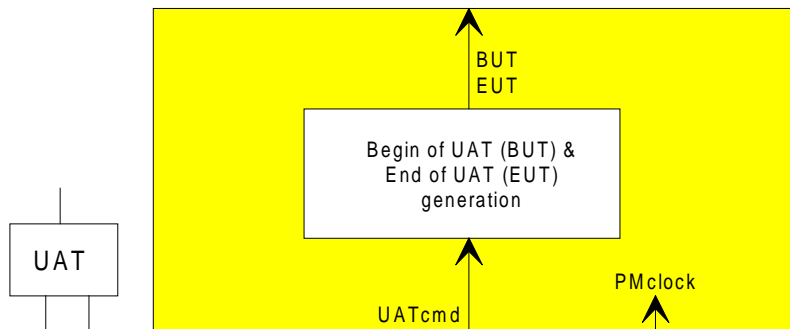 BUT
EUT
Begin of UAT (BUT) &
End of UAT (EUT)
generation
UAT
PMclock
UATcmd